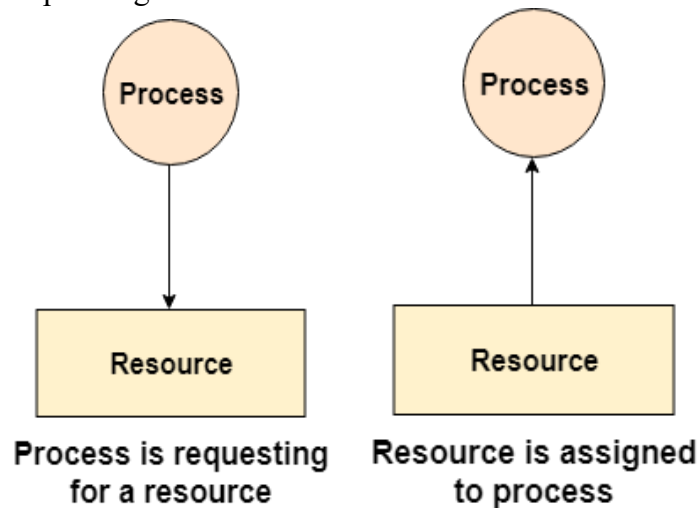 Process
Process
Resource
Resource
Process is requesting
for a resource
Resource is assigned
to process